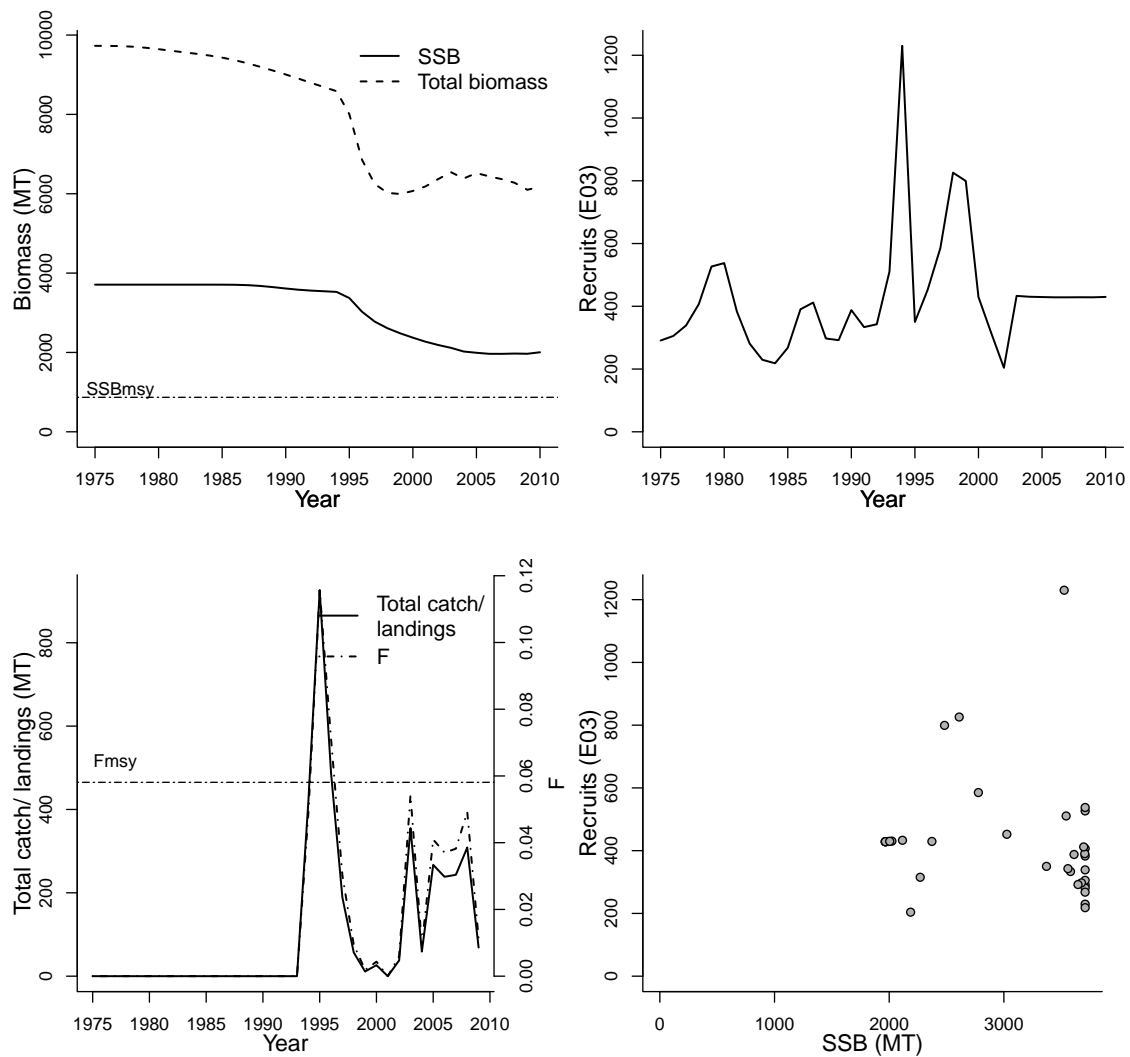 10000
8000
6000
4000
2000
0
Biomass (MT)
SSB
Total biomass
SSBmsy
1975 1980 1985 1990 1995 2000 2005 2010
Year
1200
1000
800
600
400
200
0
Recruits (E03)
1975 1980 1985 1990 1995 2000 2005 2010
Year
800
600
400
200
0
Total catch/ landings (MT)
Total catch/
landings
F
Fmsy
0.12
0.10
0.08
0.06
0.04
0.02
0.00
F
1975 1980 1985 1990 1995 2000 2005 2010
Year
1200
1000
800
600
400
200
0
Recruits (E03)
0 1000 2000 3000
SSB (MT)